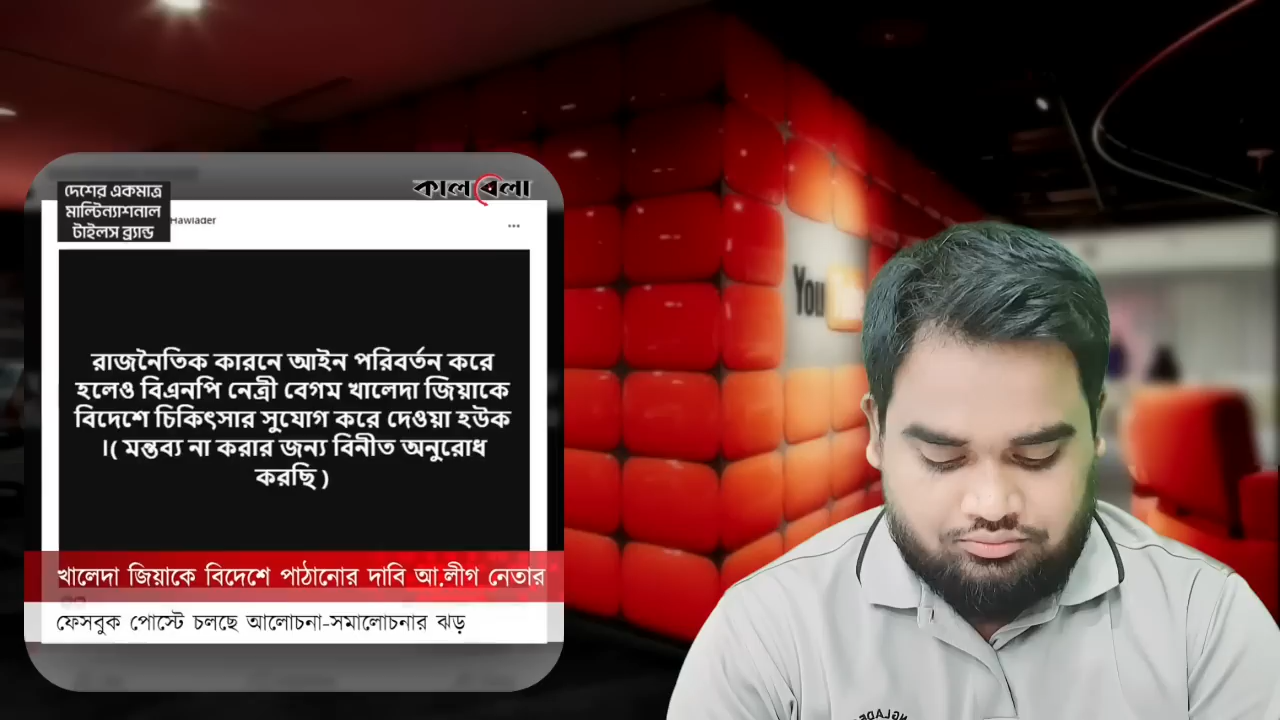 দেশের একমাত্র
মাল্টিন্যাশনাল
টাইলস ব্র্যান্ড
কালবেলা
Hawlader
রাজনৈতিক কারনে আইন পরিবর্তন করে
হলেও বিএনপি নেত্রী বেগম খালেদা জিয়াকে
বিদেশে চিকিৎসার সুযোগ করে দেওয়া হউক
।( মন্তব্য না করার জন্য বিনীত অনুরোধ
করছি )
খালেদা জিয়াকে বিদেশে পাঠানোর দাবি আ.লীগ নেতার
ফেসবুক পোস্টে চলছে আলোচনা-সমালোচনার ঝড়
You